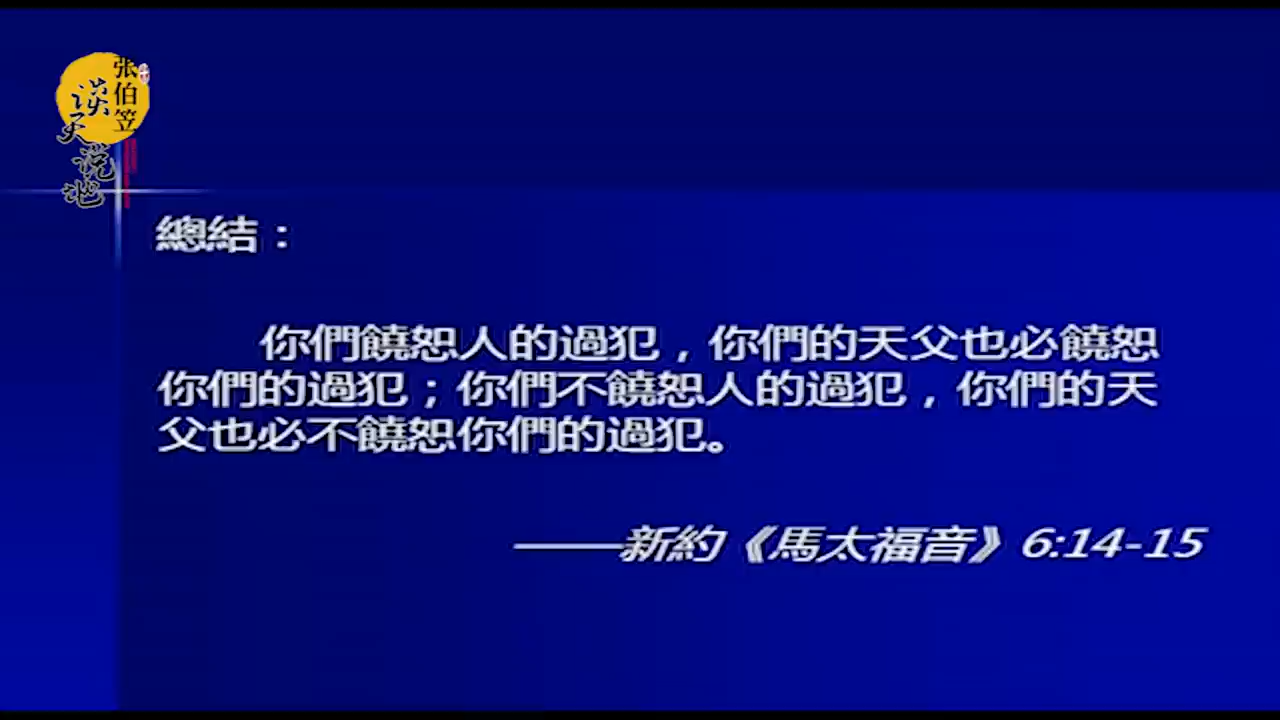 张伯笠
谈天说地
總結：
你們饒恕人的過犯，你們的天父也必饒恕
你們的過犯；你們不饒恕人的過犯，你們的天
父也必不饒恕你們的過犯。
——新約《馬太福音》6:14-15